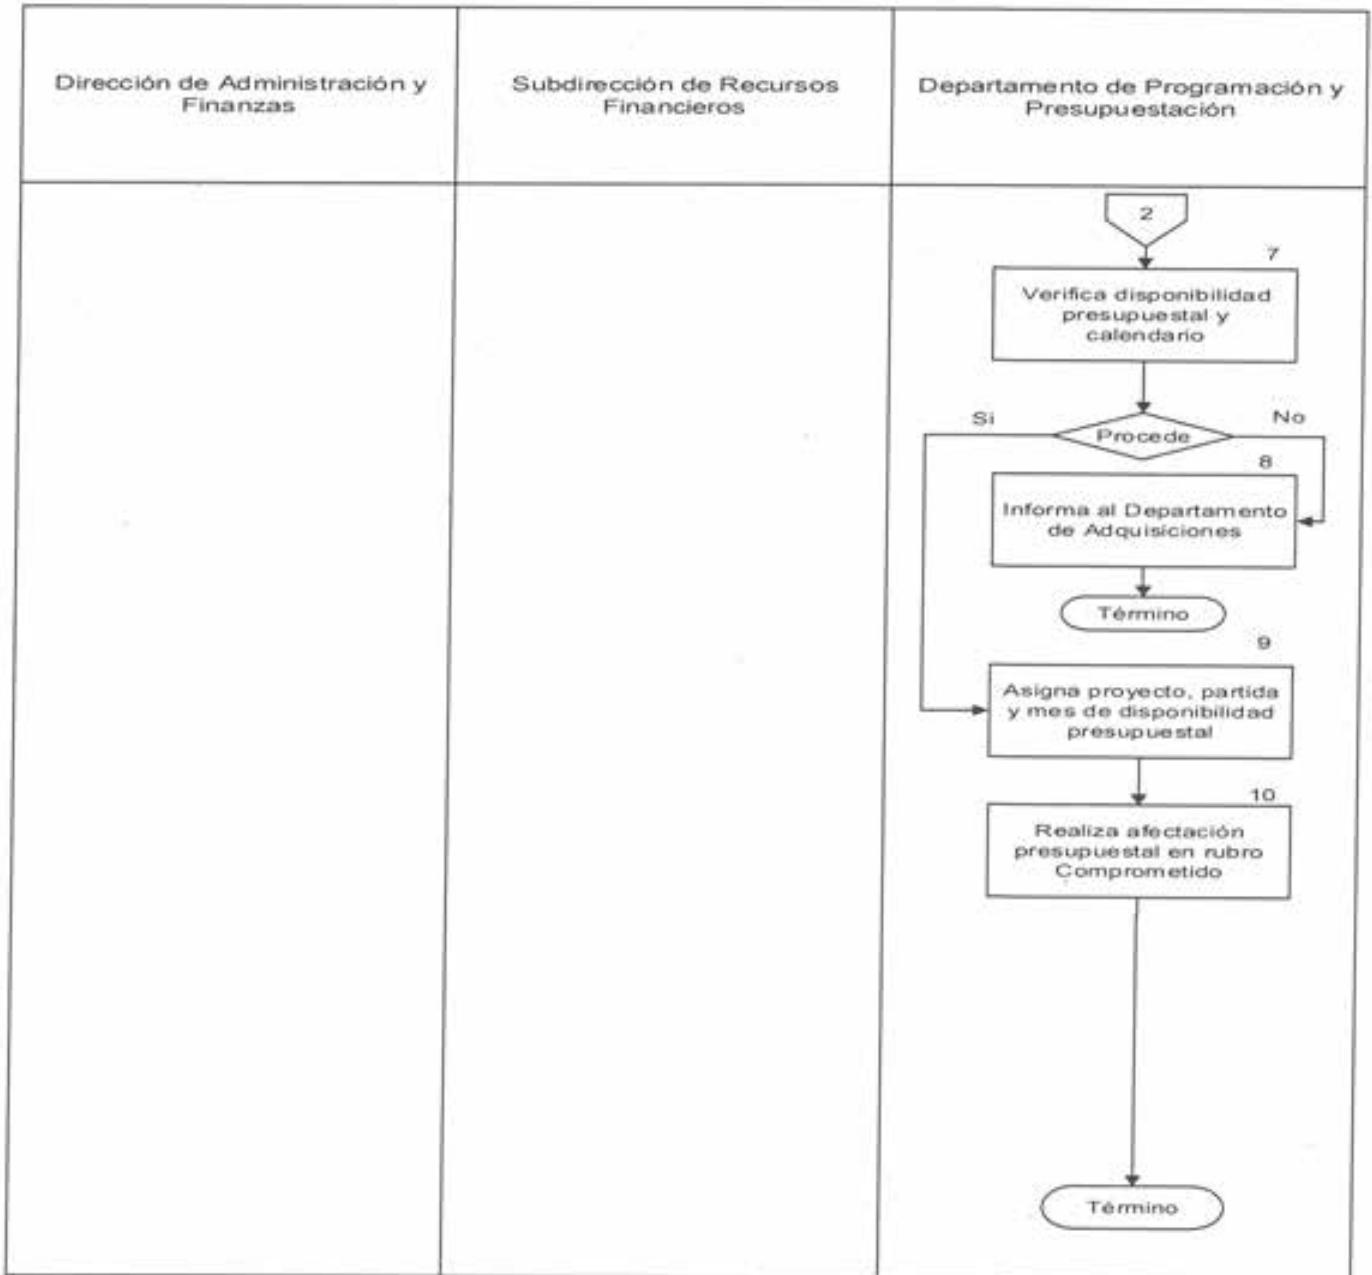 Dirección de Administración y
Finanzas
Subdirección de Recursos
Financieros
Departamento de Programación y
Presupuestación
2
7
Verifica disponibilidad
presupuestal y
calendario
Si
Procede
No
8
Informa al Departamento
de Adquisiciones
Término
9
Asigna proyecto, partida
y mes de disponibilidad
presupuestal
10
Realiza afectación
presupuestal en rubro
Comprometido
Término